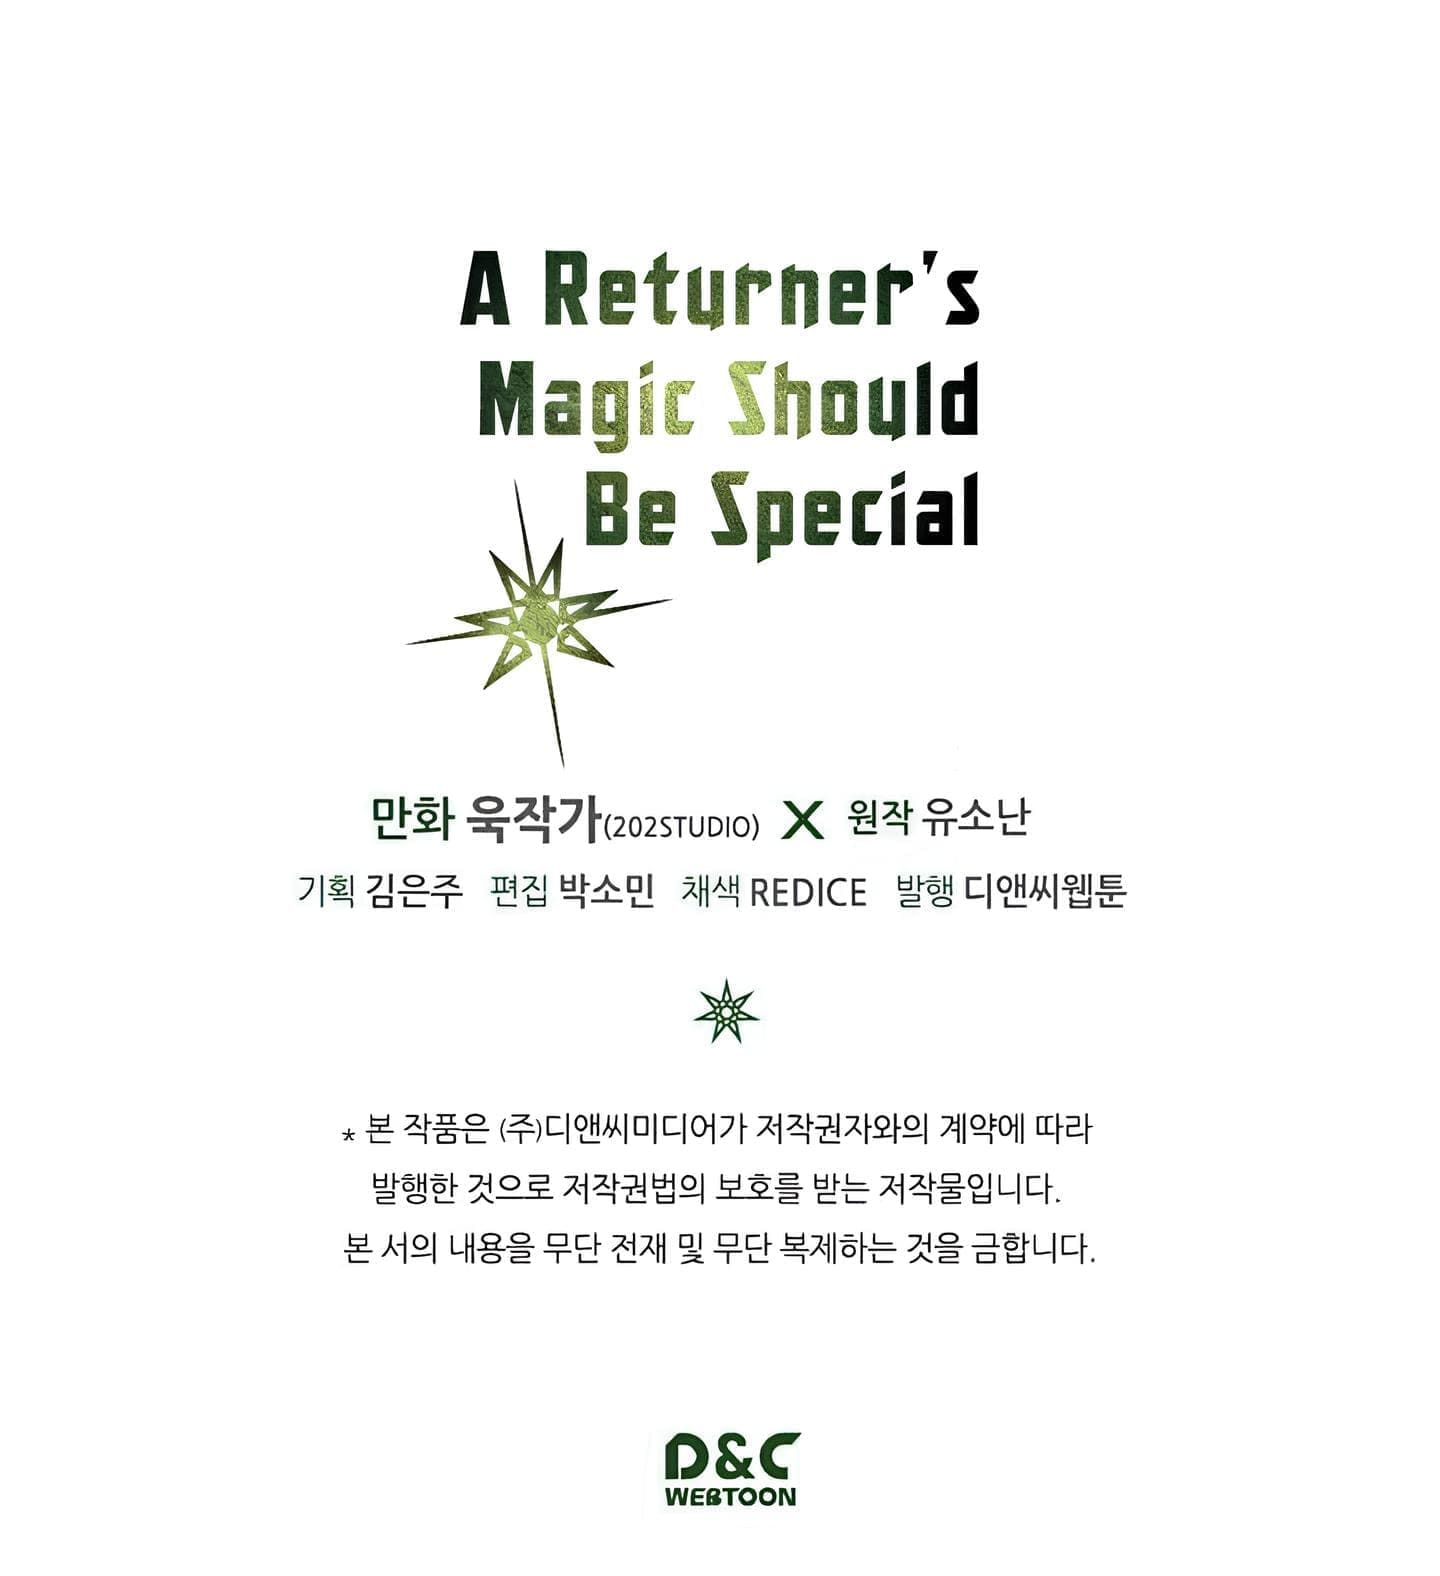 A Returner's
Magic Should
Be Special
만화 욱작가(202STUDIO) X 원작 유소난
기획 김은주 편집 박소민 채색 REDICE 발행 디앤씨웹툰
* 본 작품은 (주)디앤씨미디어가 저작권자와의 계약에 따라
발행한 것으로 저작권법의 보호를 받는 저작물입니다.
본 서의 내용을 무단 전재 및 무단 복제하는 것을 금합니다.
D&C
WEBTOON